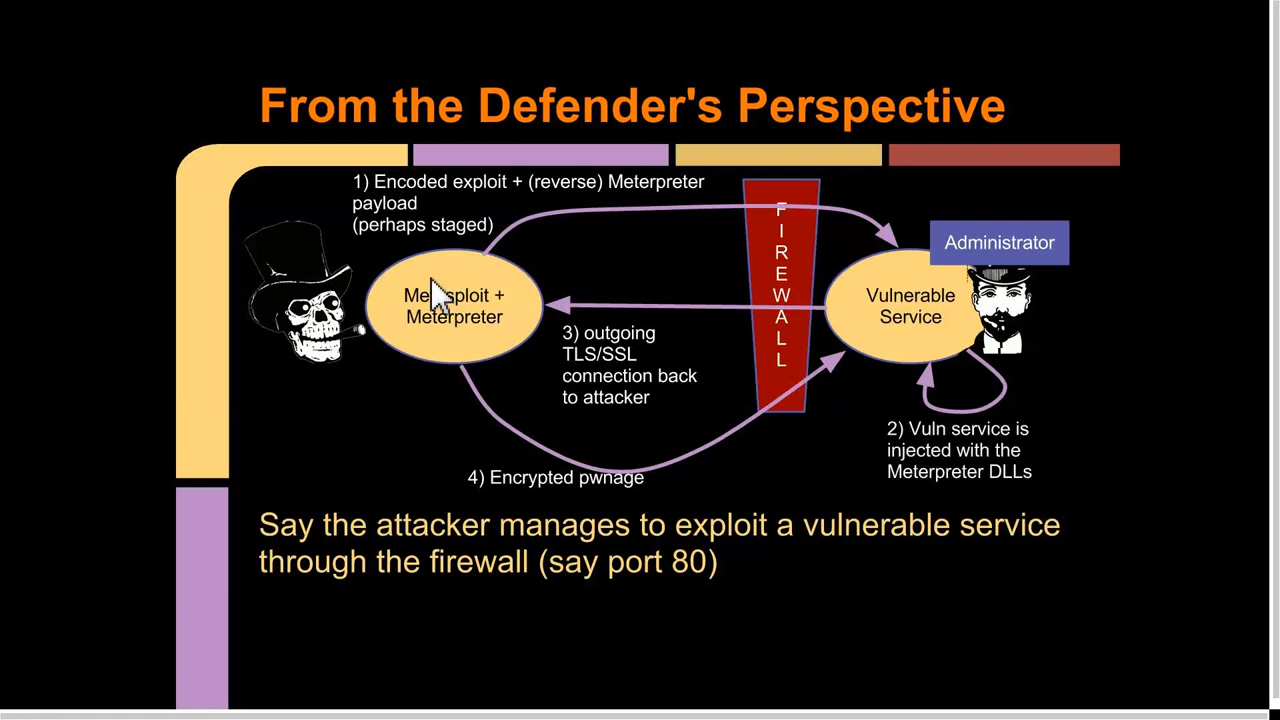 From the Defender's Perspective
1) Encoded exploit + (reverse) Meterpreter
payload
(perhaps staged)
FIREWALL
Administrator
Metasploit +
Meterpreter
Vulnerable
Service
3) outgoing
TLS/SSL
connection back
to attacker
2) Vuln service is
injected with the
Meterpreter DLLs
4) Encrypted pwnage
Say the attacker manages to exploit a vulnerable service
through the firewall (say port 80)